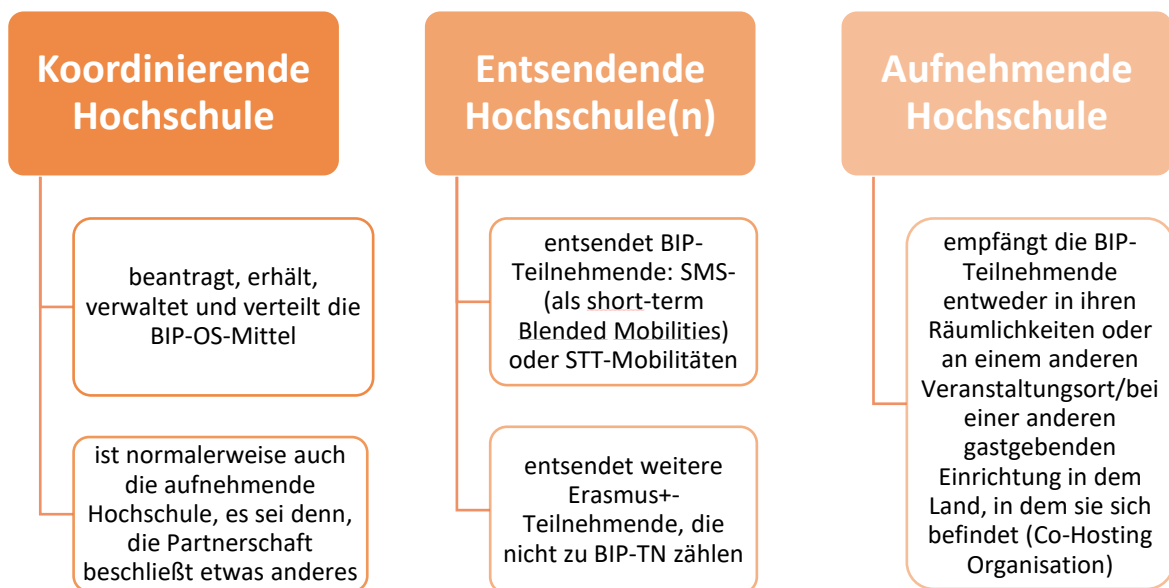 Koordinierende
Hochschule
beantragt, erhält,
verwaltet und verteilt die
BIP-OS-Mittel
ist normalerweise auch
die aufnehmende
Hochschule, es sei denn,
die Partnerschaft
beschließt etwas anderes
Entsendende
Hochschule(n)
entsendet BIP-
Teilnehmende: SMS-
(als short-term
Blended Mobilities)
oder STT-Mobilitäten
entsendet weitere
Erasmus+-
Teilnehmende, die
nicht zu BIP-TN zählen
Aufnehmende
Hochschule
empfängt die BIP-
Teilnehmende
entweder in ihren
Räumlichkeiten oder
an einem anderen
Veranstaltungsort/bei
einer anderen
gastgebenden
Einrichtung in dem
Land, in dem sie sich
befindet (Co-Hosting
Organisation)